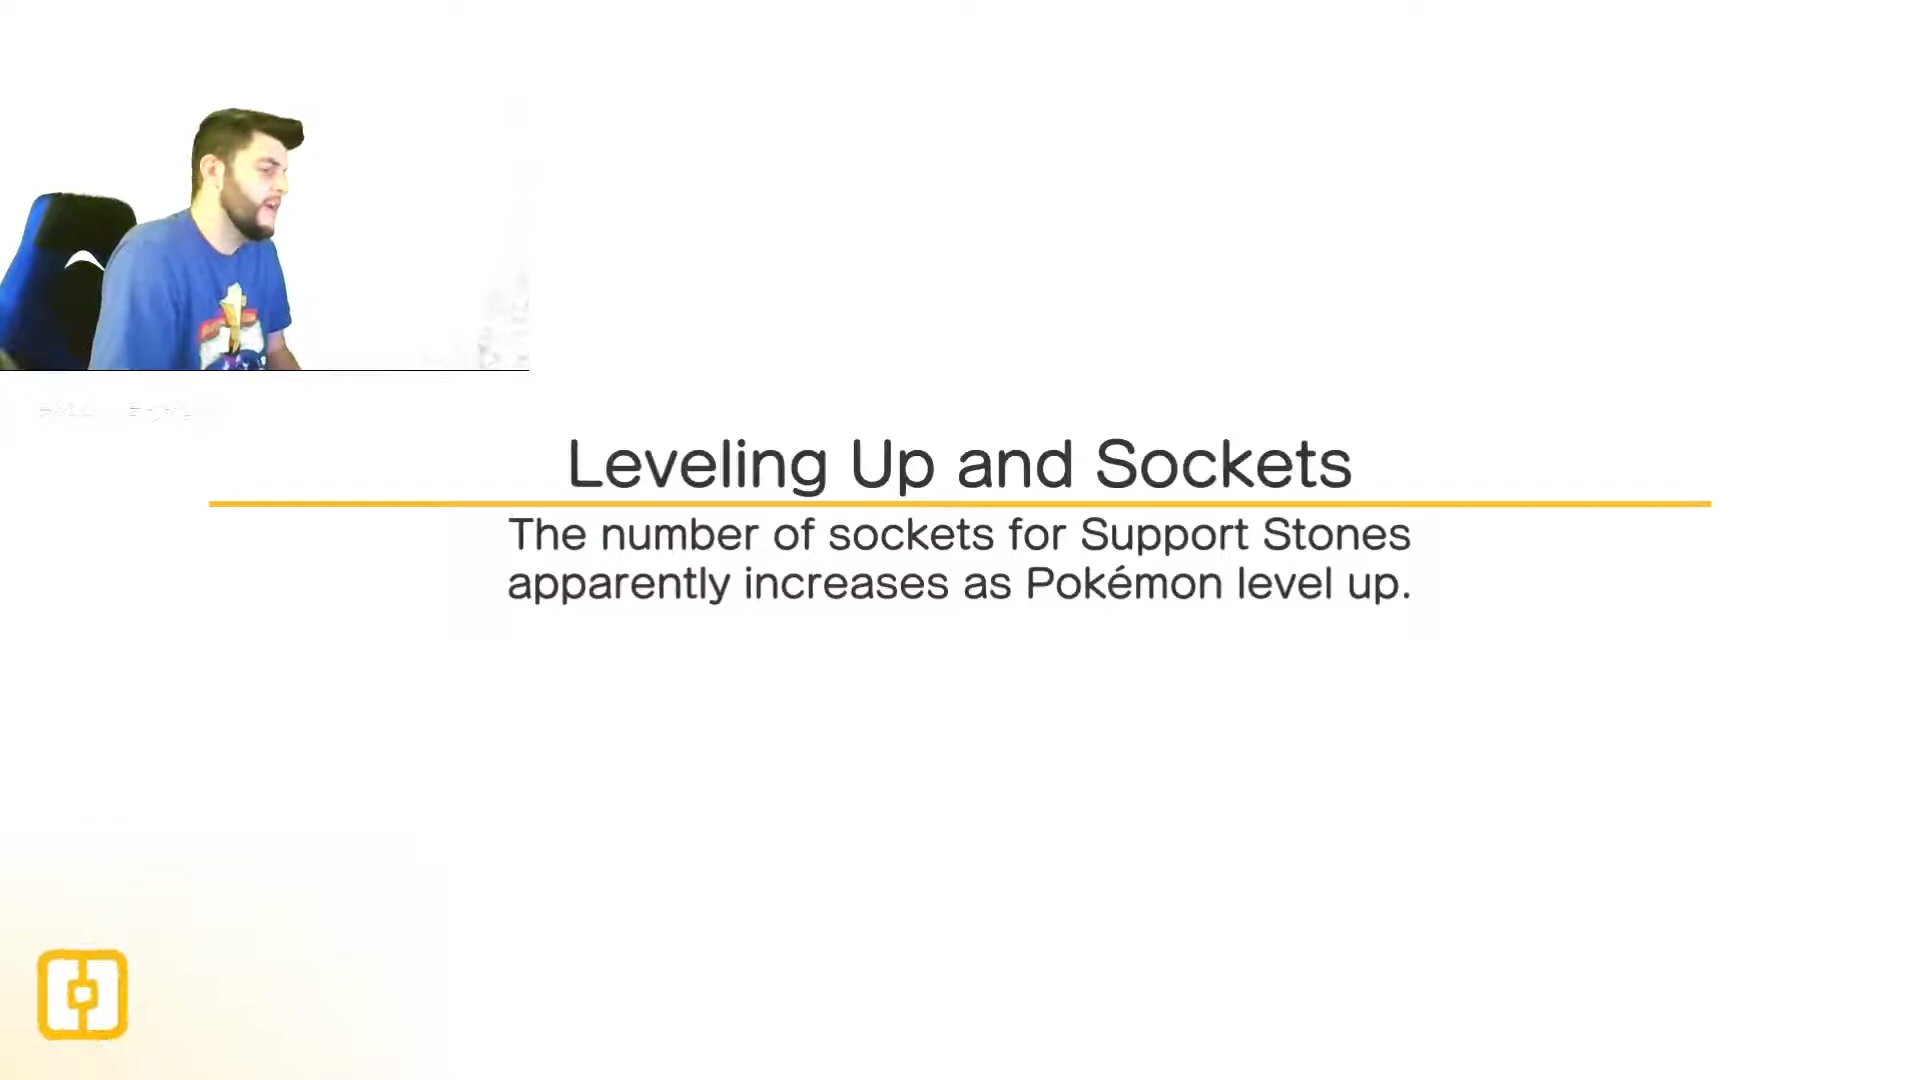 Leveling Up and Sockets
The number of sockets for Support Stones
apparently increases as Pokémon level up.